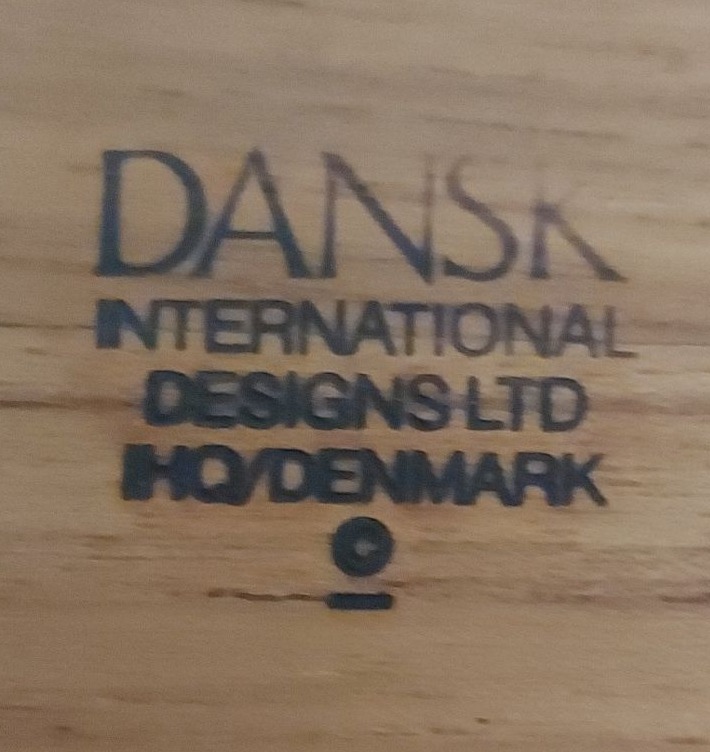 DANSK
INTERNATIONAL
DESIGNS LTD
IHQ/DENMARK
©